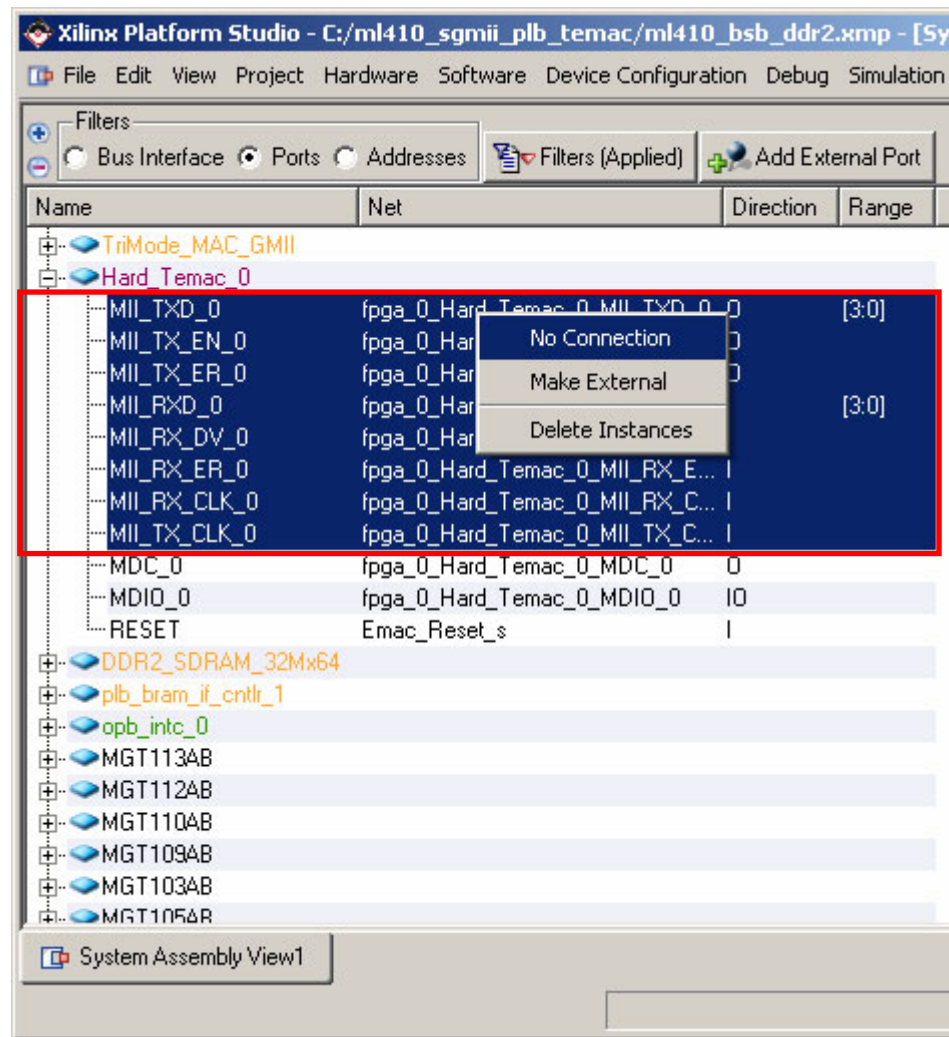 Xilinx Platform Studio - C:/ml410_sgmii_plb_temac/ml410_bsb_ddr2.xmp - [Sy
File Edit View Project Hardware Software Device Configuration Debug Simulation
Filters
Bus Interface Ports Addresses Filters (Applied) Add External Port
Name Net Direction Range
TriMode_MAC_GMII
Hard_Temac_0
MII_TXD_0 fpga_0_Hard_Temac_0_MII_TXD_0 O [3:0]
MII_TX_EN_0 fpga_0_Har No Connection O
MII_TX_ER_0 fpga_0_Har Make External O
MII_RXD_0 fpga_0_Har [3:0]
MII_RX_DV_0 fpga_0_Har Delete Instances
MII_RX_ER_0 fpga_0_Hard_Temac_0_MII_RX_E... I
MII_RX_CLK_0 fpga_0_Hard_Temac_0_MII_RX_C... I
MII_TX_CLK_0 fpga_0_Hard_Temac_0_MII_TX_C... I
MDC_0 fpga_0_Hard_Temac_0_MDC_0 O
MDIO_0 fpga_0_Hard_Temac_0_MDIO_0 IO
RESET Emac_Reset_s I
DDR2_SDRAM_32Mx64
plb_bram_if_cntlr_1
opb_intc_0
MGT113AB
MGT112AB
MGT110AB
MGT109AB
MGT103AB
MGT105AB
System Assembly View1